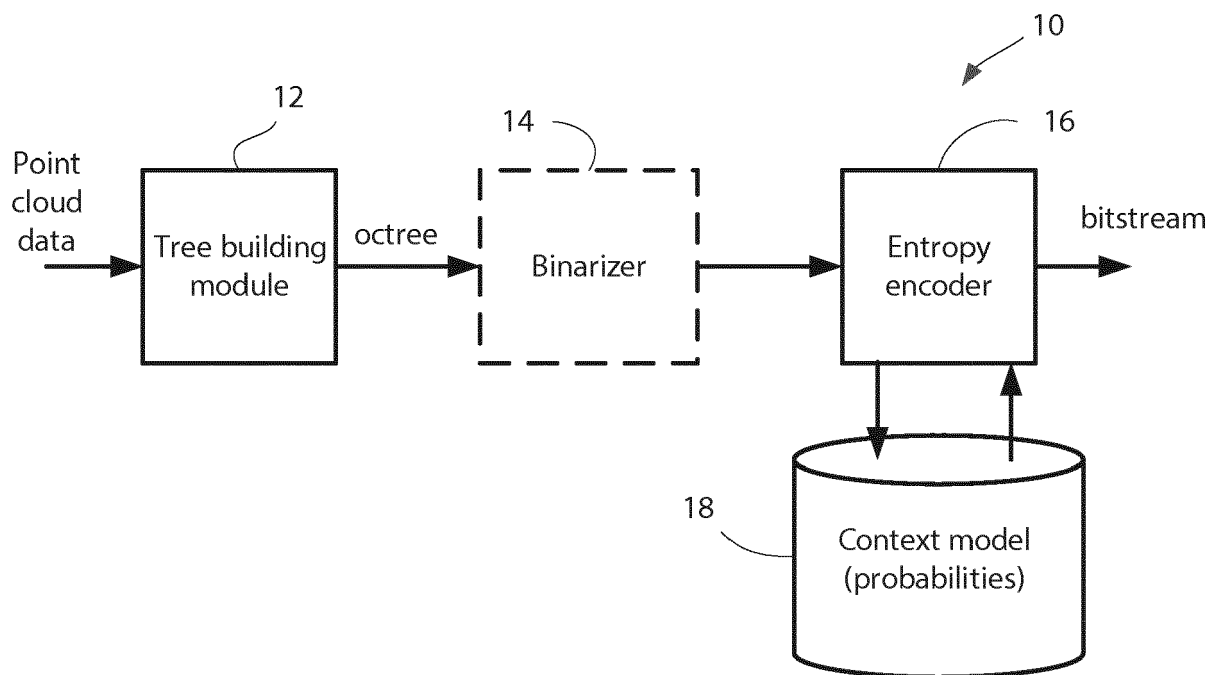 10
12
14
16
Point
cloud
data
Tree building
module
octree
Binarizer
Entropy
encoder
bitstream
18
Context model
(probabilities)